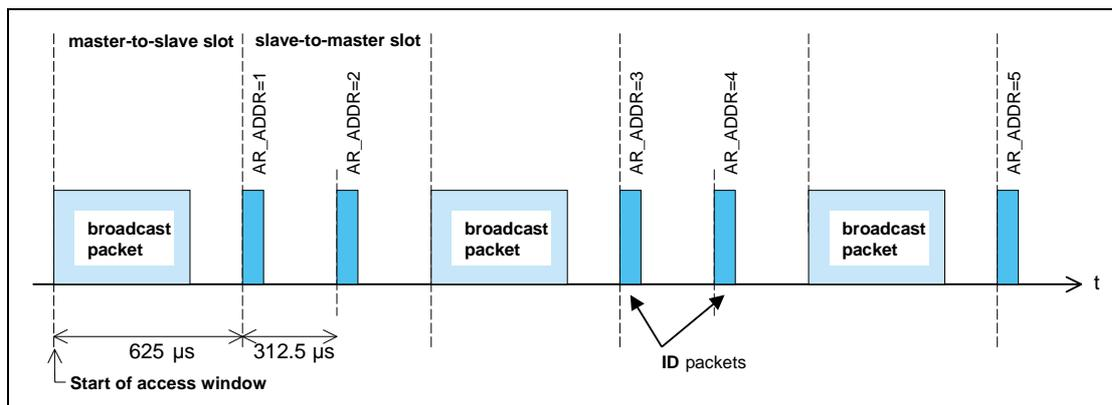 master-to-slave slot
slave-to-master slot
AR_ADDR=1
AR_ADDR=2
AR_ADDR=3
AR_ADDR=4
AR_ADDR=5
broadcast
packet
broadcast
packet
broadcast
packet
t
625 µs
312.5 µs
ID packets
Start of access window